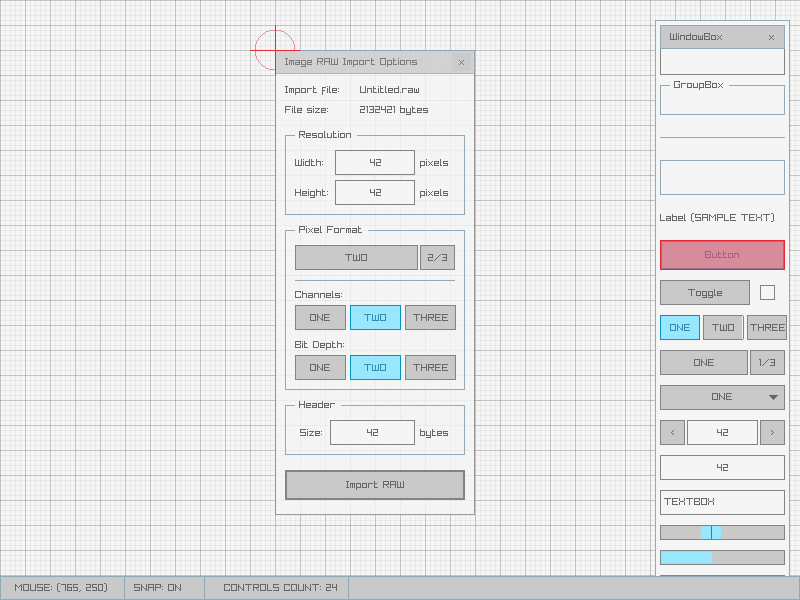 Image RAW Import Options x
Import file: Untitled.raw
File size: 2132421 bytes
Resolution
Width: 42 pixels
Height: 42 pixels
Pixel Format
TWO 2/3
Channels:
ONE TWO THREE
Bit Depth:
ONE TWO THREE
Header
Size: 42 bytes
Import RAW
WindowBox x
GroupBox
Label (SAMPLE TEXT)
Button
Toggle
ONE TWO THREE
ONE 1/3
ONE
< 42 >
42
TEXTBOX
MOUSE: (765, 250) SNAP: ON CONTROLS COUNT: 24